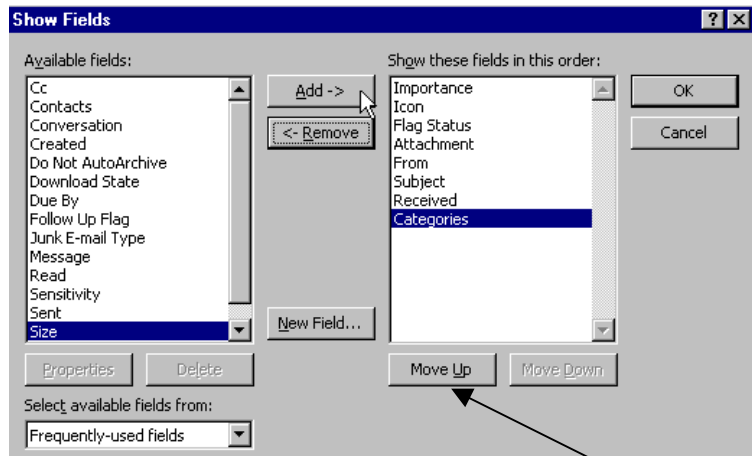 Show Fields
Available fields:
Cc
Contacts
Conversation
Created
Do Not AutoArchive
Download State
Due By
Follow Up Flag
Junk E-mail Type
Message
Read
Sensitivity
Sent
Size
Properties
Delete
Select available fields from:
Frequently-used fields
Add ->
<- Remove
New Field...
Show these fields in this order:
Importance
Icon
Flag Status
Attachment
From
Subject
Received
Categories
Move Up
Move Down
OK
Cancel